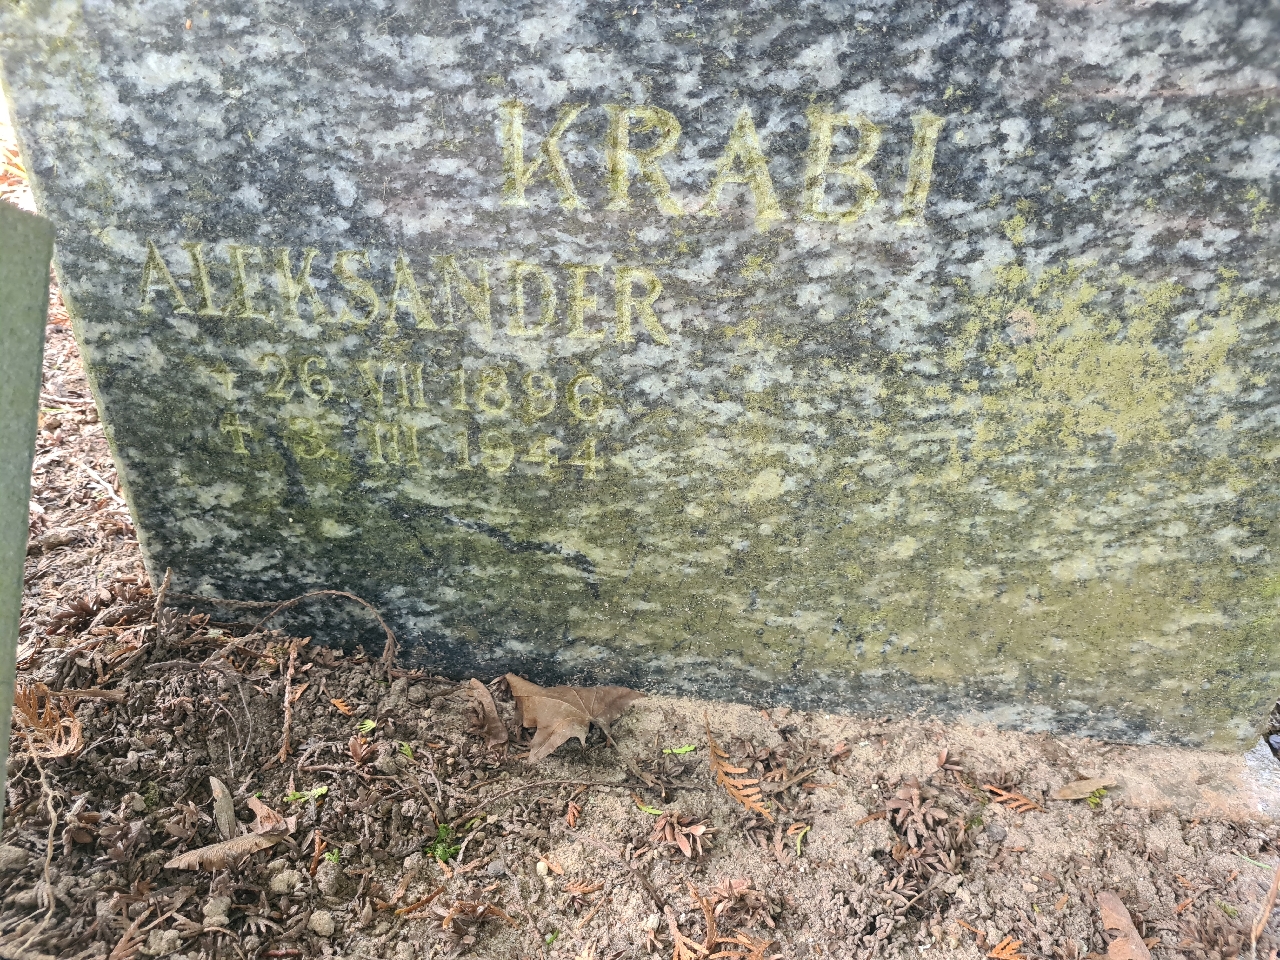 KRABI
ALEKSANDER
* 26. VII 1896
† 3. III 1944